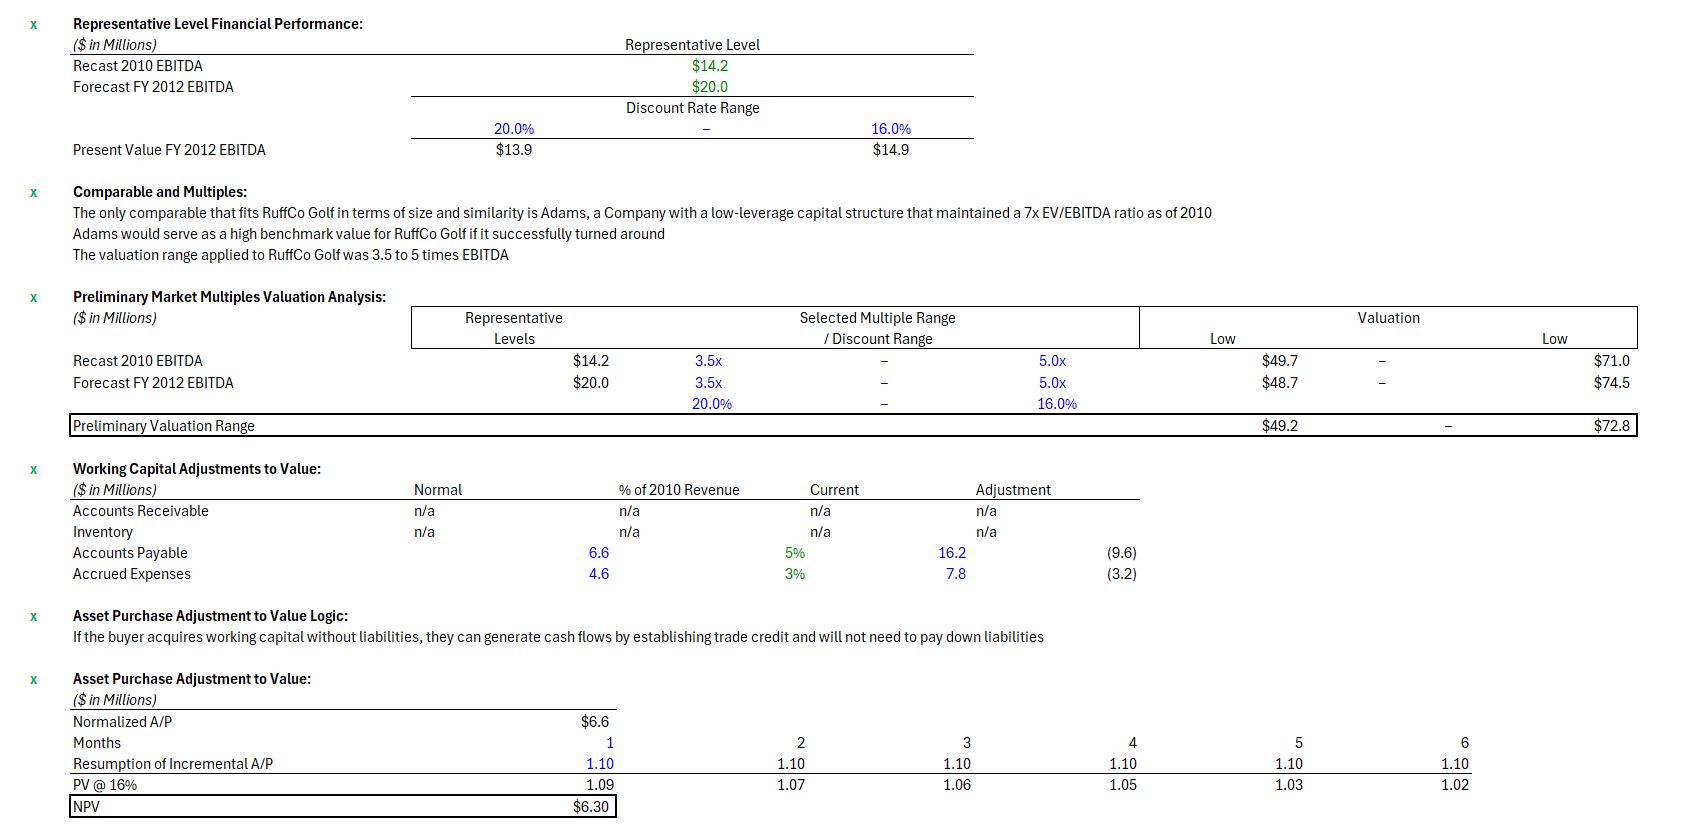 x Representative Level Financial Performance:
($ in Millions) Representative Level
Recast 2010 EBITDA $14.2
Forecast FY 2012 EBITDA $20.0
Discount Rate Range
20.0% – 16.0%
Present Value FY 2012 EBITDA $13.9 $14.9
x Comparable and Multiples:
The only comparable that fits RuffCo Golf in terms of size and similarity is Adams, a Company with a low-leverage capital structure that maintained a 7x EV/EBITDA ratio as of 2010
Adams would serve as a high benchmark value for RuffCo Golf if it successfully turned around
The valuation range applied to RuffCo Golf was 3.5 to 5 times EBITDA
x Preliminary Market Multiples Valuation Analysis:
($ in Millions) Representative Selected Multiple Range Valuation
Levels / Discount Range Low Low
Recast 2010 EBITDA $14.2 3.5x – 5.0x $49.7 – $71.0
Forecast FY 2012 EBITDA $20.0 3.5x – 5.0x $48.7 – $74.5
20.0% – 16.0%
Preliminary Valuation Range $49.2 – $72.8
x Working Capital Adjustments to Value:
($ in Millions) Normal % of 2010 Revenue Current Adjustment
Accounts Receivable n/a n/a n/a n/a
Inventory n/a n/a n/a n/a
Accounts Payable 6.6 5% 16.2 (9.6)
Accrued Expenses 4.6 3% 7.8 (3.2)
x Asset Purchase Adjustment to Value Logic:
If the buyer acquires working capital without liabilities, they can generate cash flows by establishing trade credit and will not need to pay down liabilities
x Asset Purchase Adjustment to Value:
($ in Millions)
Normalized A/P $6.6
Months 1 2 3 4 5 6
Resumption of Incremental A/P 1.10 1.10 1.10 1.10 1.10 1.10
PV @ 16% 1.09 1.07 1.06 1.05 1.03 1.02
NPV $6.30